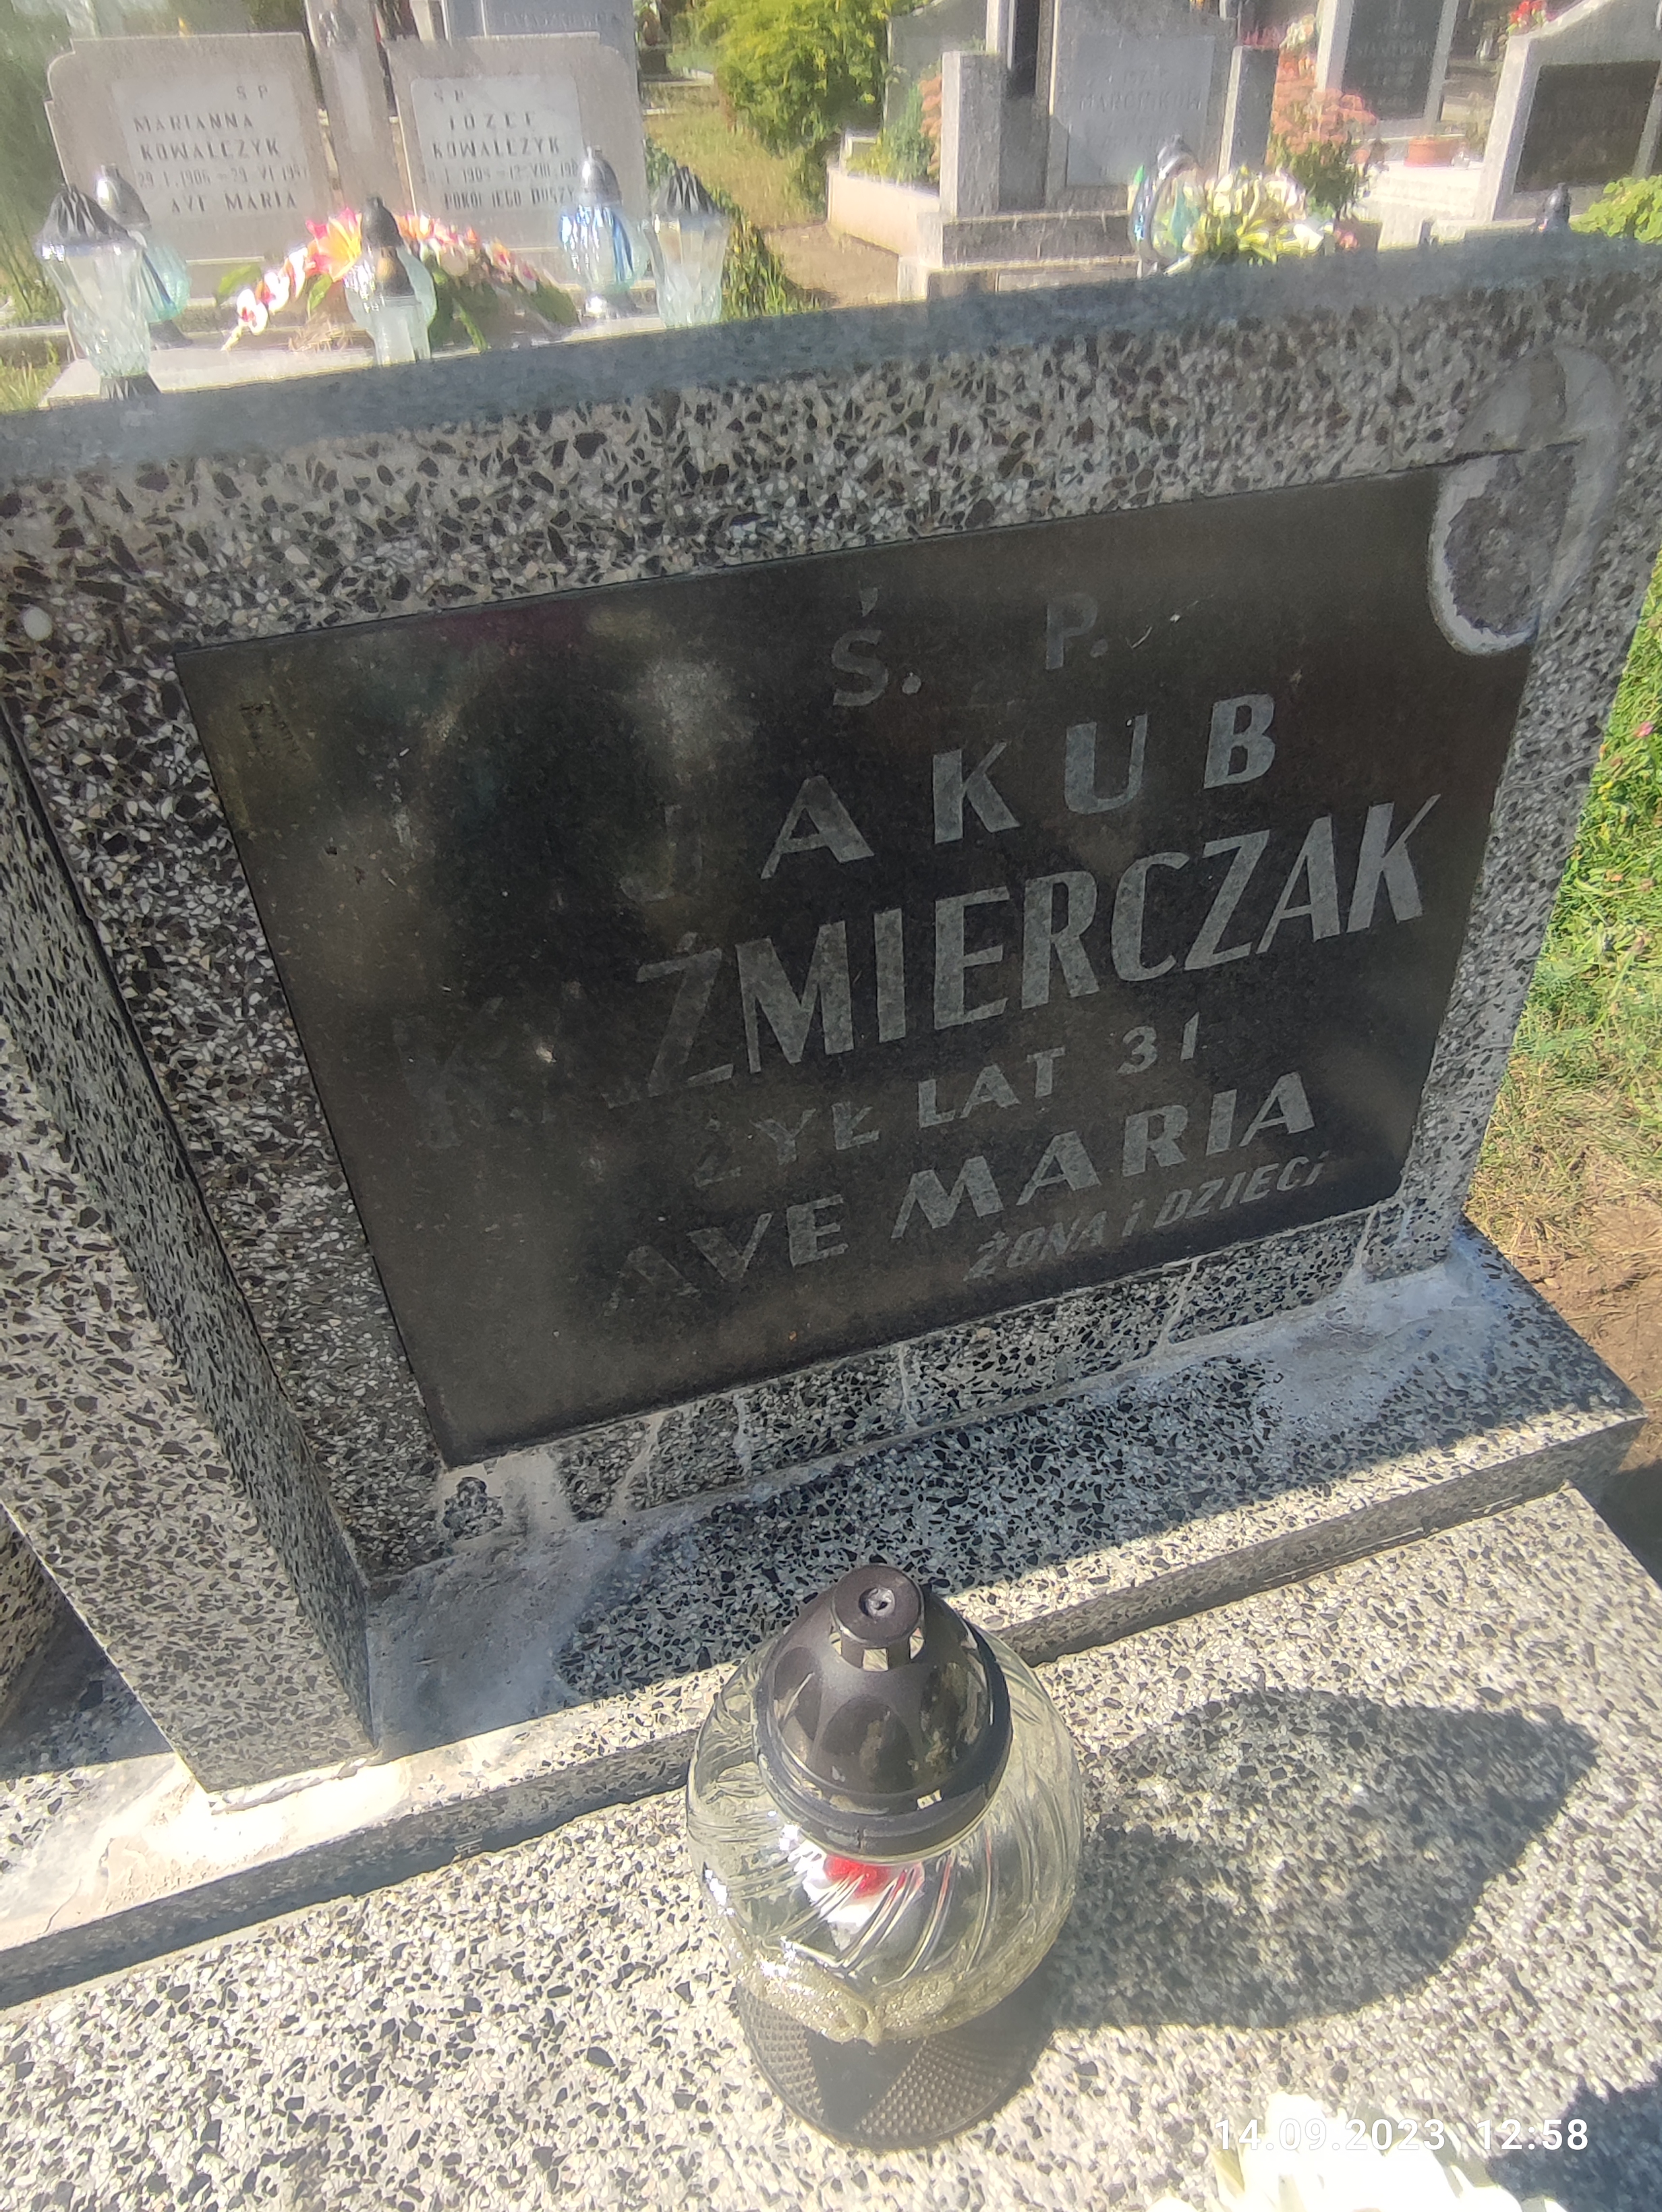 S P
MARIANNA
KOWALCZYK
AVE MARIA
S P
JÓZEF
KOWALCZYK
POKÓJ JEGO DUSZY
Ś. P.
JAKUB
KAŹMIERCZAK
ŻYŁ LAT 31
AVE MARIA
ŻONA i DZIECi
14.09.2023 12:58